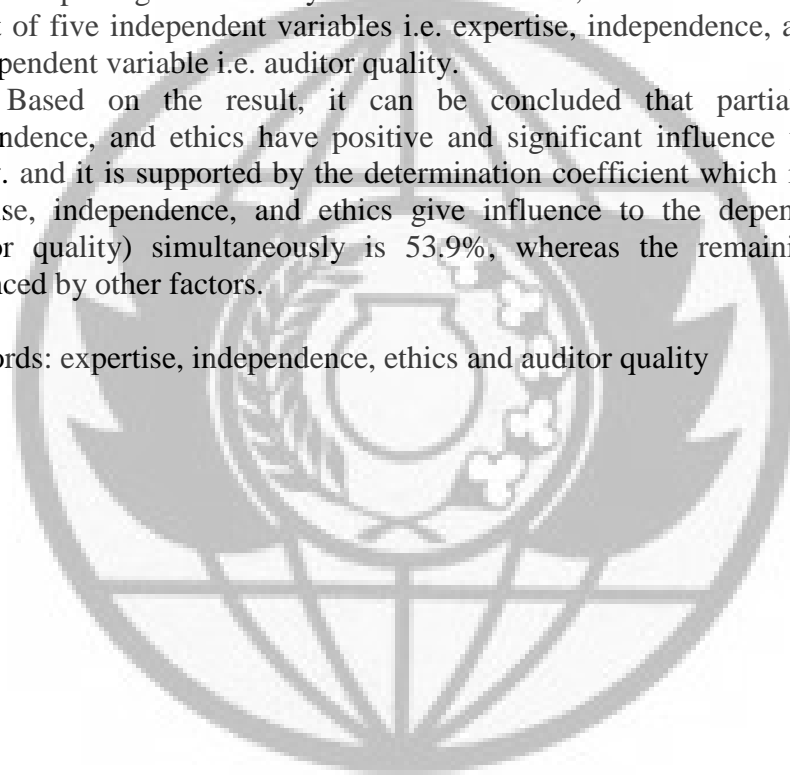 t of five independent variables i.e. expertise, independence, a
pendent variable i.e. auditor quality.
Based on the result, it can be concluded that partia
ndence, and ethics have positive and significant influence
. and it is supported by the determination coefficient which
ise, independence, and ethics give influence to the depen
or quality) simultaneously is 53.9%, whereas the remaini
nced by other factors.
ords: expertise, independence, ethics and auditor quality